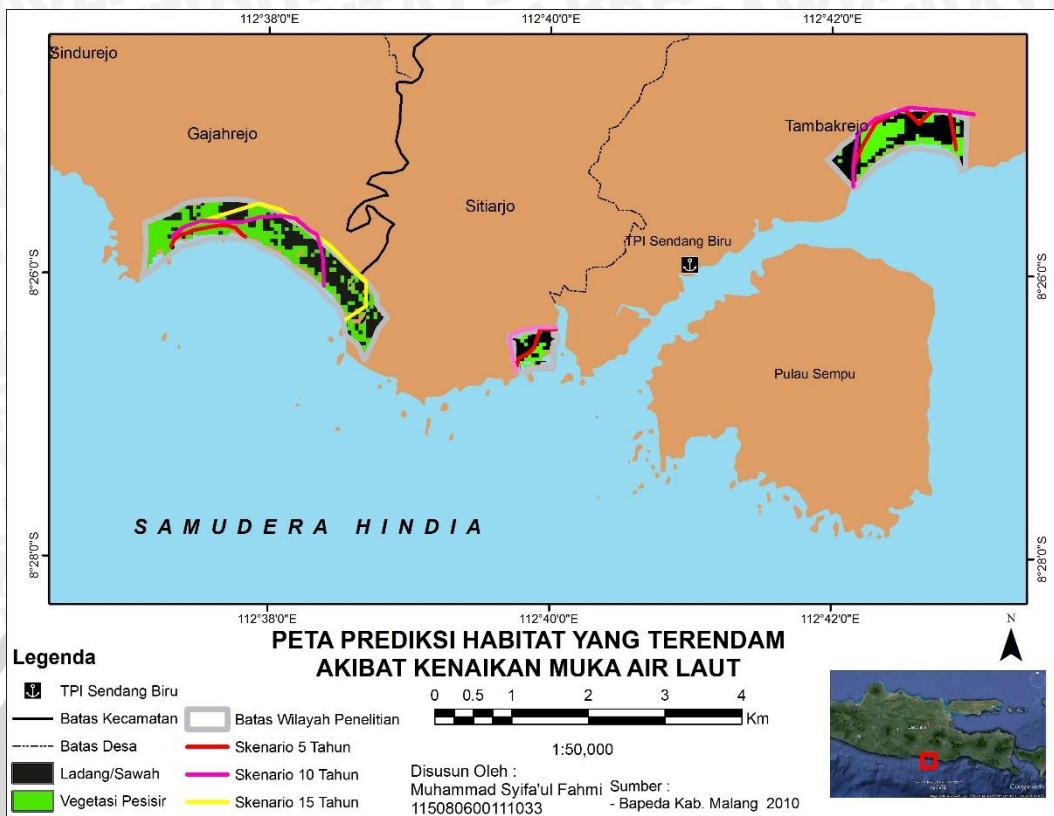 112°38'0"E
112°40'0"E
112°42'0"E
Sindurejo
Gajahrejo
Tambakrejo
Sitiarjo
TPI Sendang Biru
8°26'0"S
8°26'0"S
Pulau Sempu
SAMUDERA HINDIA
8°28'0"S
8°28'0"S
112°38'0"E
112°40'0"E
112°42'0"E
PETA PREDIKSI HABITAT YANG TERENDAM
AKIBAT KENAIKAN MUKA AIR LAUT
N
Legenda
TPI Sendang Biru
Batas Kecamatan
Batas Desa
Ladang/Sawah
Vegetasi Pesisir
Batas Wilayah Penelitian
Skenario 5 Tahun
Skenario 10 Tahun
Skenario 15 Tahun
0 0.5 1 2 3 4
Km
1:50,000
Disusun Oleh :
Muhammad Syifa'ul Fahmi
115080600111033
Sumber :
- Bapeda Kab. Malang 2010